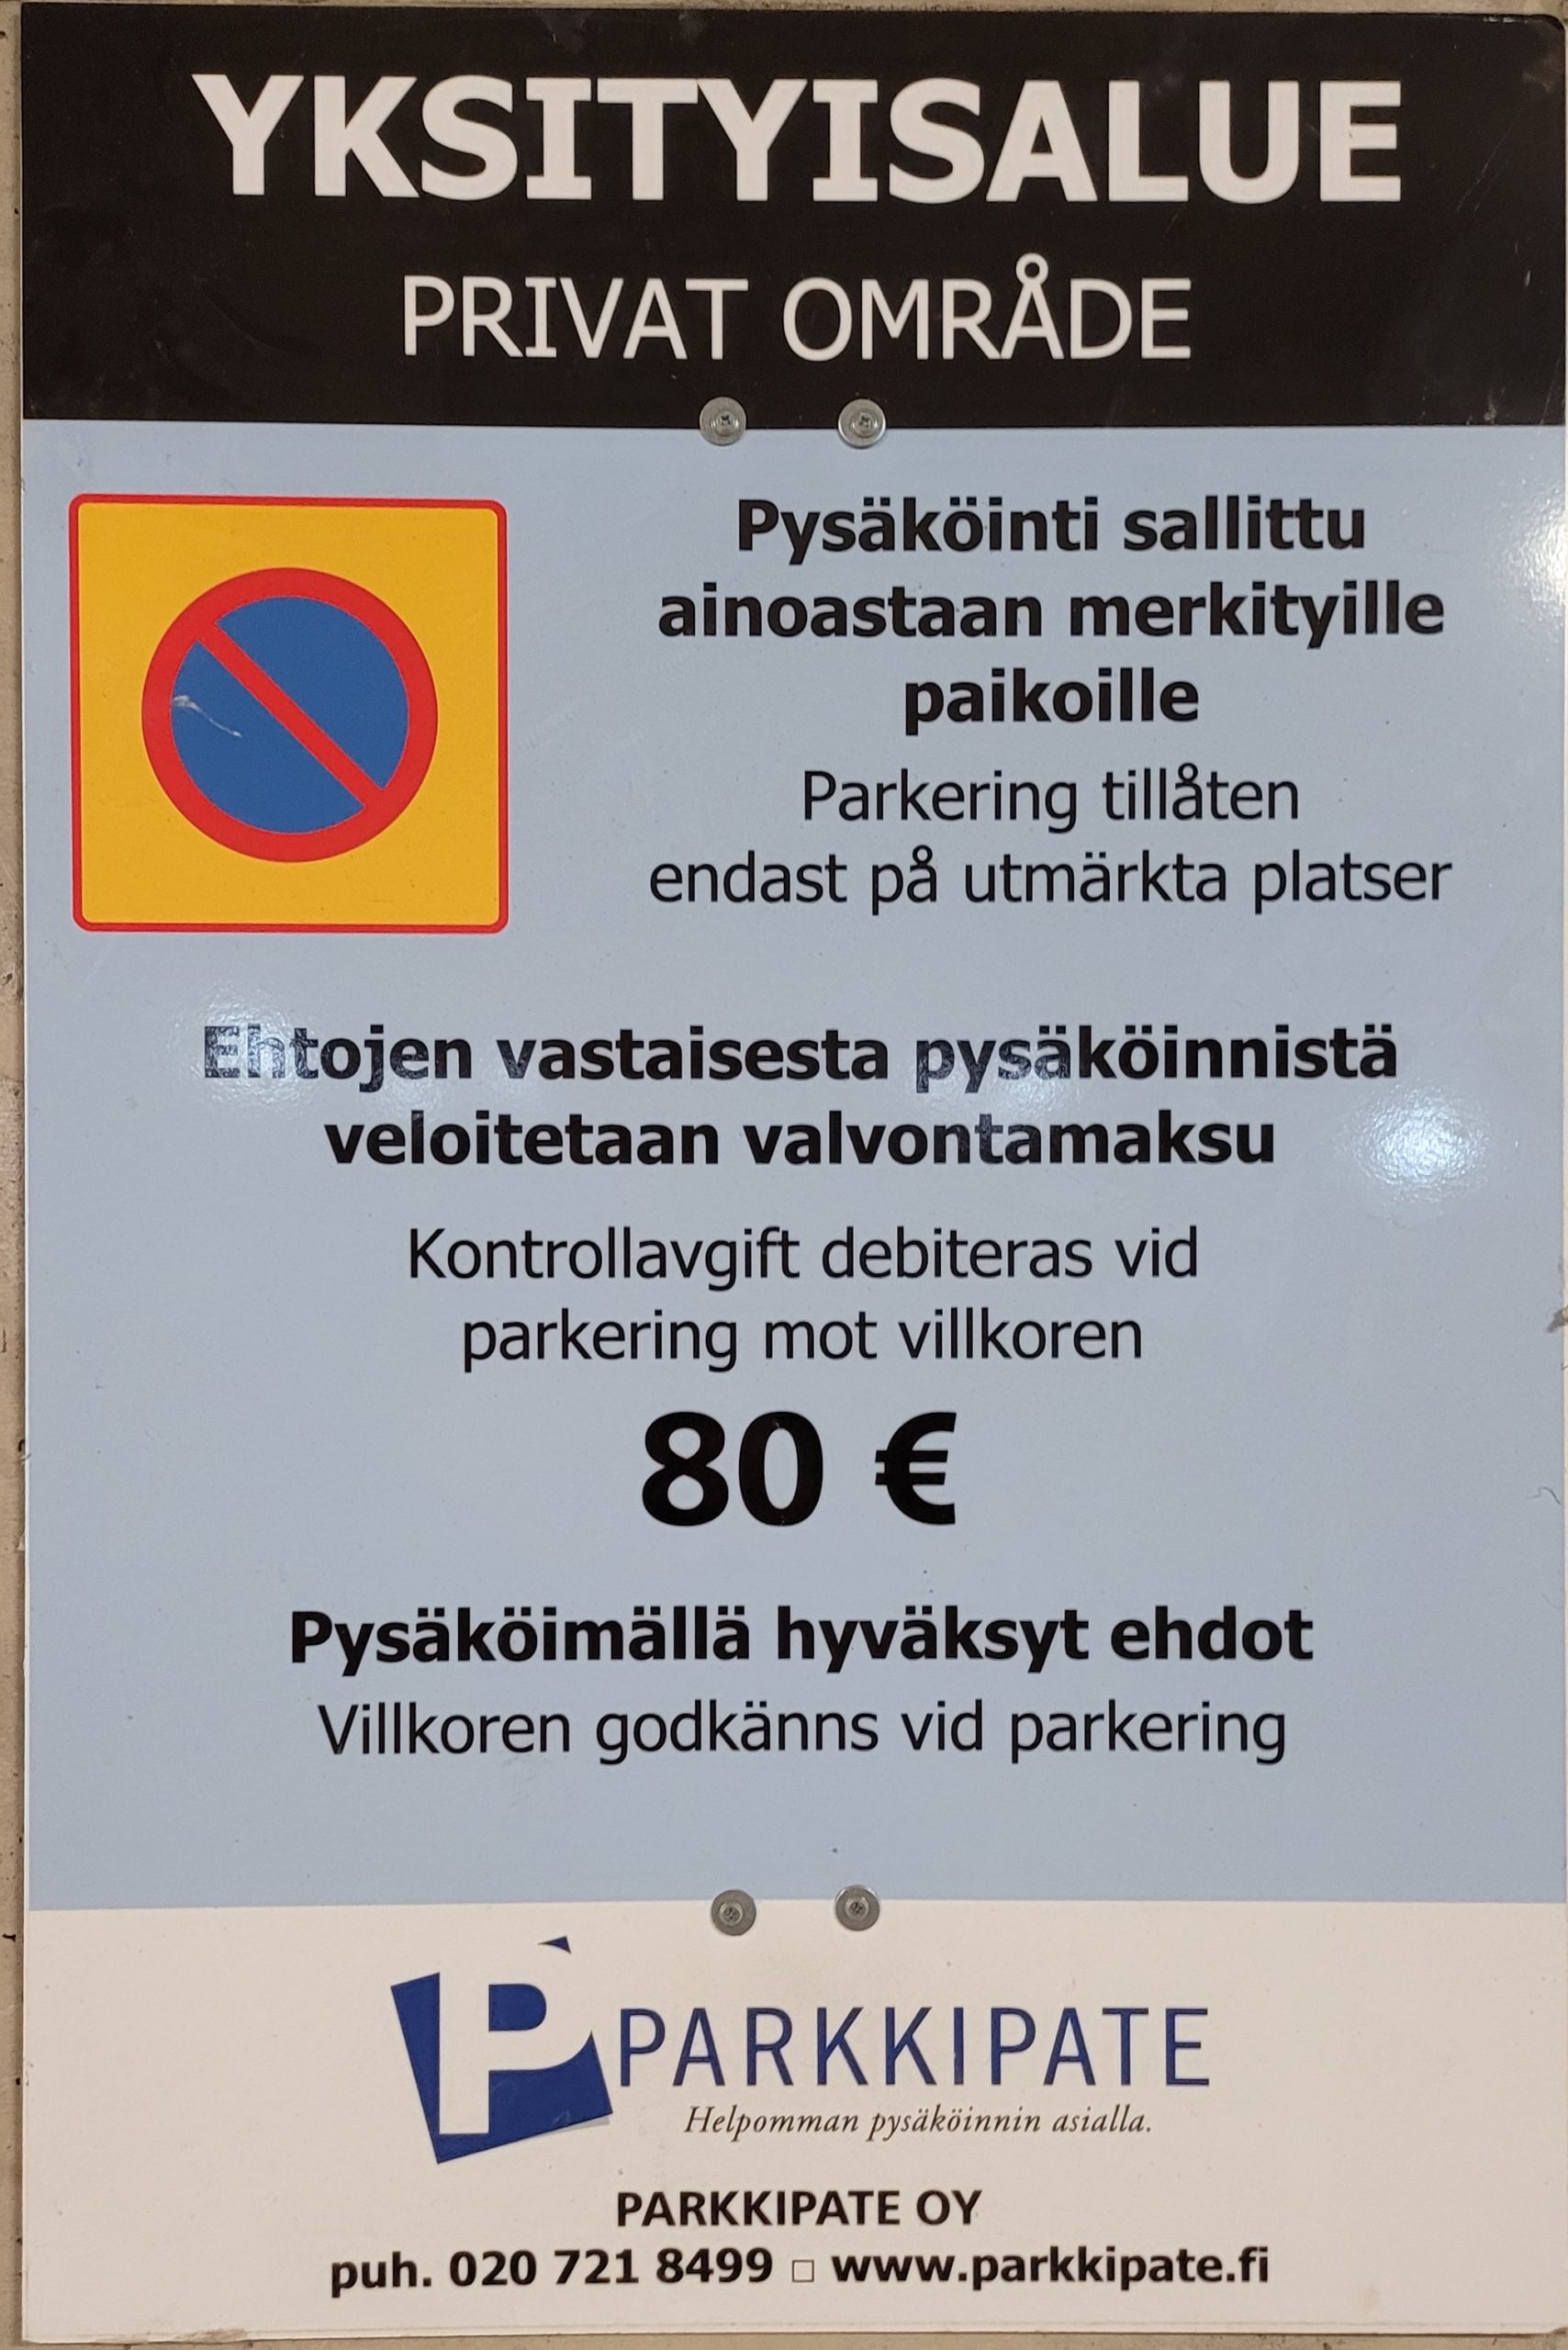 YKSITYISALUE
PRIVAT OMRÅDE
Pysäköinti sallittu
ainoastaan merkityille
paikoille
Parkering tillåten
endast på utmärkta platser
Ehtojen vastaisesta pysäköinnistä
veloitetaan valvontamaksu
Kontrollavgift debiteras vid
parkering mot villkoren
80 €
Pysäköimällä hyväksyt ehdot
Villkoren godkänns vid parkering
P PARKKIPATE
Helpomman pysäköinnin asialla.
PARKKIPATE OY
puh. 020 721 8499 □ www.parkkipate.fi